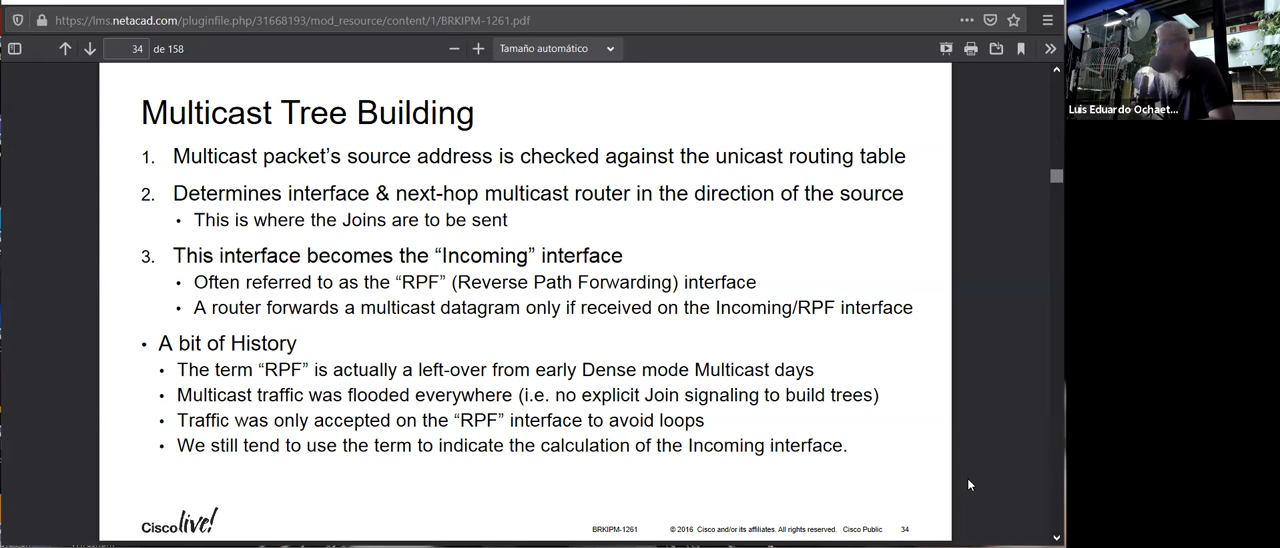 https://lms.netacad.com/pluginfile.php/31668193/mod_resource/content/1/BRKIPM-1261.pdf
34 de 158
Tamaño automático
Luis Eduardo Ochaet...
Multicast Tree Building
1. Multicast packet's source address is checked against the unicast routing table
2. Determines interface & next-hop multicast router in the direction of the source
• This is where the Joins are to be sent
3. This interface becomes the “Incoming” interface
• Often referred to as the “RPF” (Reverse Path Forwarding) interface
• A router forwards a multicast datagram only if received on the Incoming/RPF interface
• A bit of History
• The term “RPF” is actually a left-over from early Dense mode Multicast days
• Multicast traffic was flooded everywhere (i.e. no explicit Join signaling to build trees)
• Traffic was only accepted on the “RPF” interface to avoid loops
• We still tend to use the term to indicate the calculation of the Incoming interface.
Cisco live!
BRKIPM-1261 © 2016 Cisco and/or its affiliates. All rights reserved. Cisco Public 34